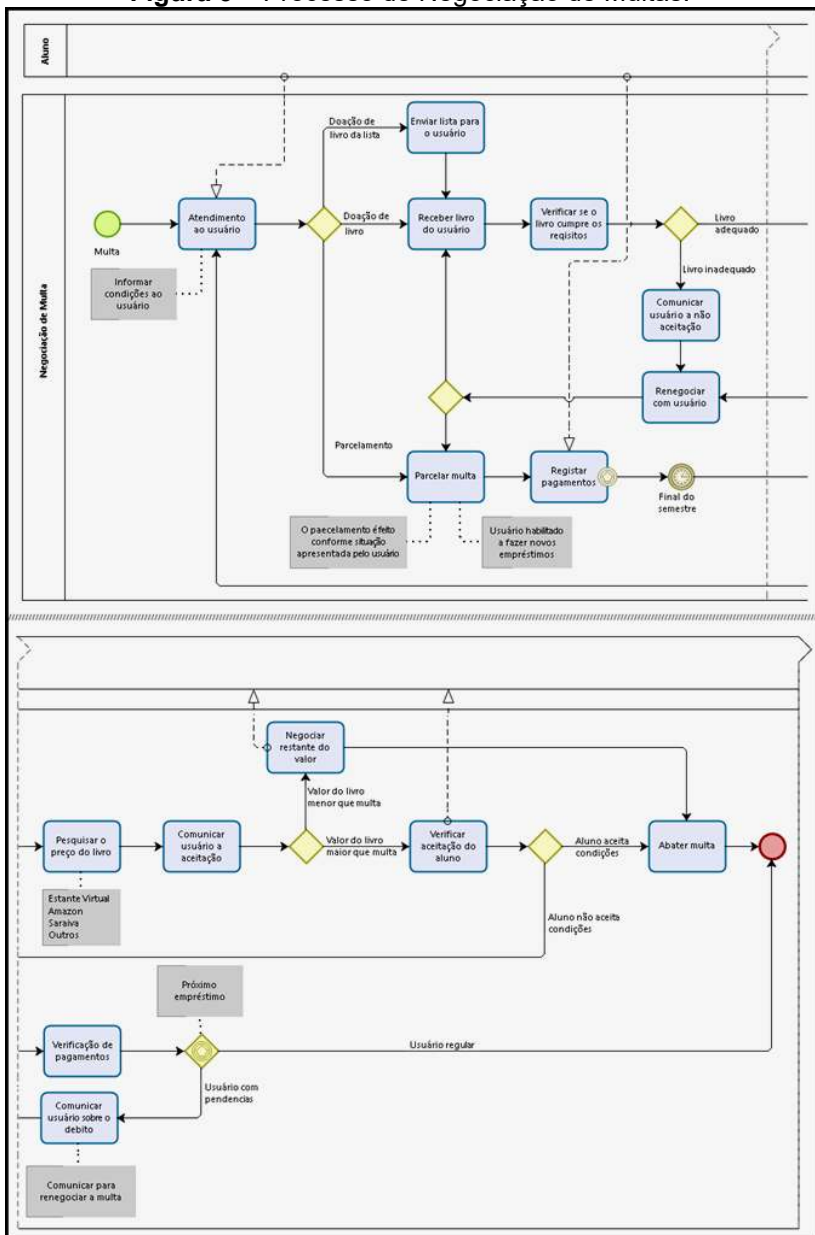 Figura 3 – Processo de Negociação de Multas.
Aluno
Negociação de Multa
Multa
Atendimento
ao usuário
Informar
condições ao
usuário
Doação de
livro da lista
Enviar lista para
o usuário
Doação de
livro
Receber livro
do usuário
Verificar se o
livro cumpre os
reqisitos
Livro
adequado
Livro inadequado
Comunicar
usuário a não
aceitação
Renegociar
com usuário
Parcelamento
Parcelar multa
Registar
pagamentos
Final do
semestre
O paecelamento é feito
conforme situação
apresentada pelo usuário
Usuário habilitado
a fazer novos
empréstimos
Negociar
restante do
valor
Valor do livro
menor que multa
Pesquisar o
preço do livro
Comunicar
usuário a
aceitação
Valor do livro
maior que multa
Verificar
aceitação do
aluno
Aluno aceita
condições
Abater multa
Estante Virtual
Amazon
Saraiva
Outros
Aluno não aceita
condições
Próximo
empréstimo
Verificação de
pagamentos
Usuário regular
Usuário com
pendencias
Comunicar
usuário sobre o
debito
Comunicar para
renegociar a multa